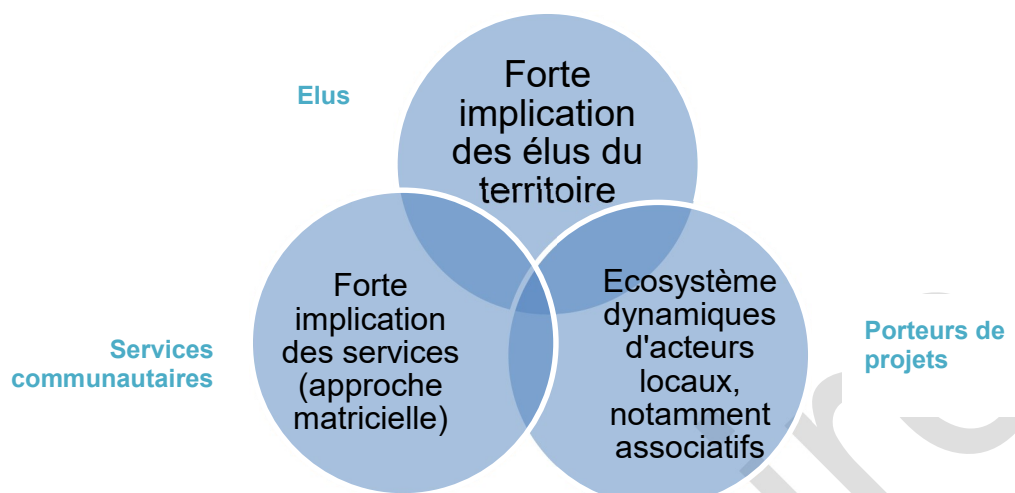 Elus
Forte
implication
des élus du
territoire
Services
communautaires
Forte
implication
des services
(approche
matricielle)
Ecosystème
dynamiques
d'acteurs
locaux,
notamment
associatifs
Porteurs de
projets